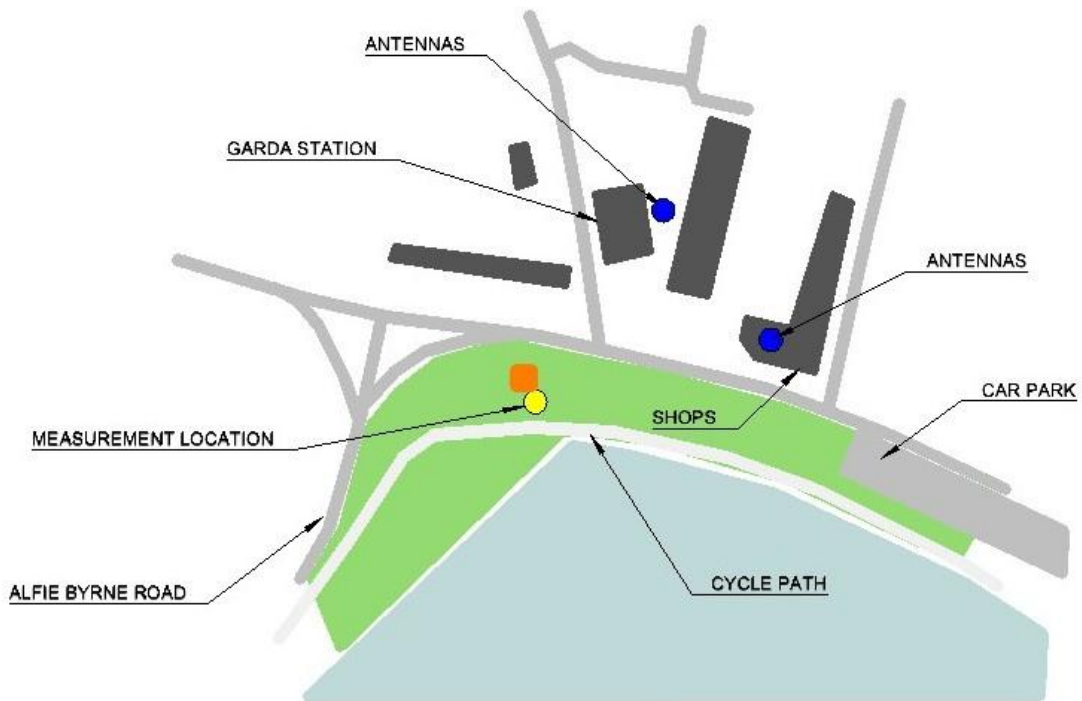 ANTENNAS
GARDA STATION
ANTENNAS
CAR PARK
SHOPS
MEASUREMENT LOCATION
CYCLE PATH
ALFIE BYRNE ROAD